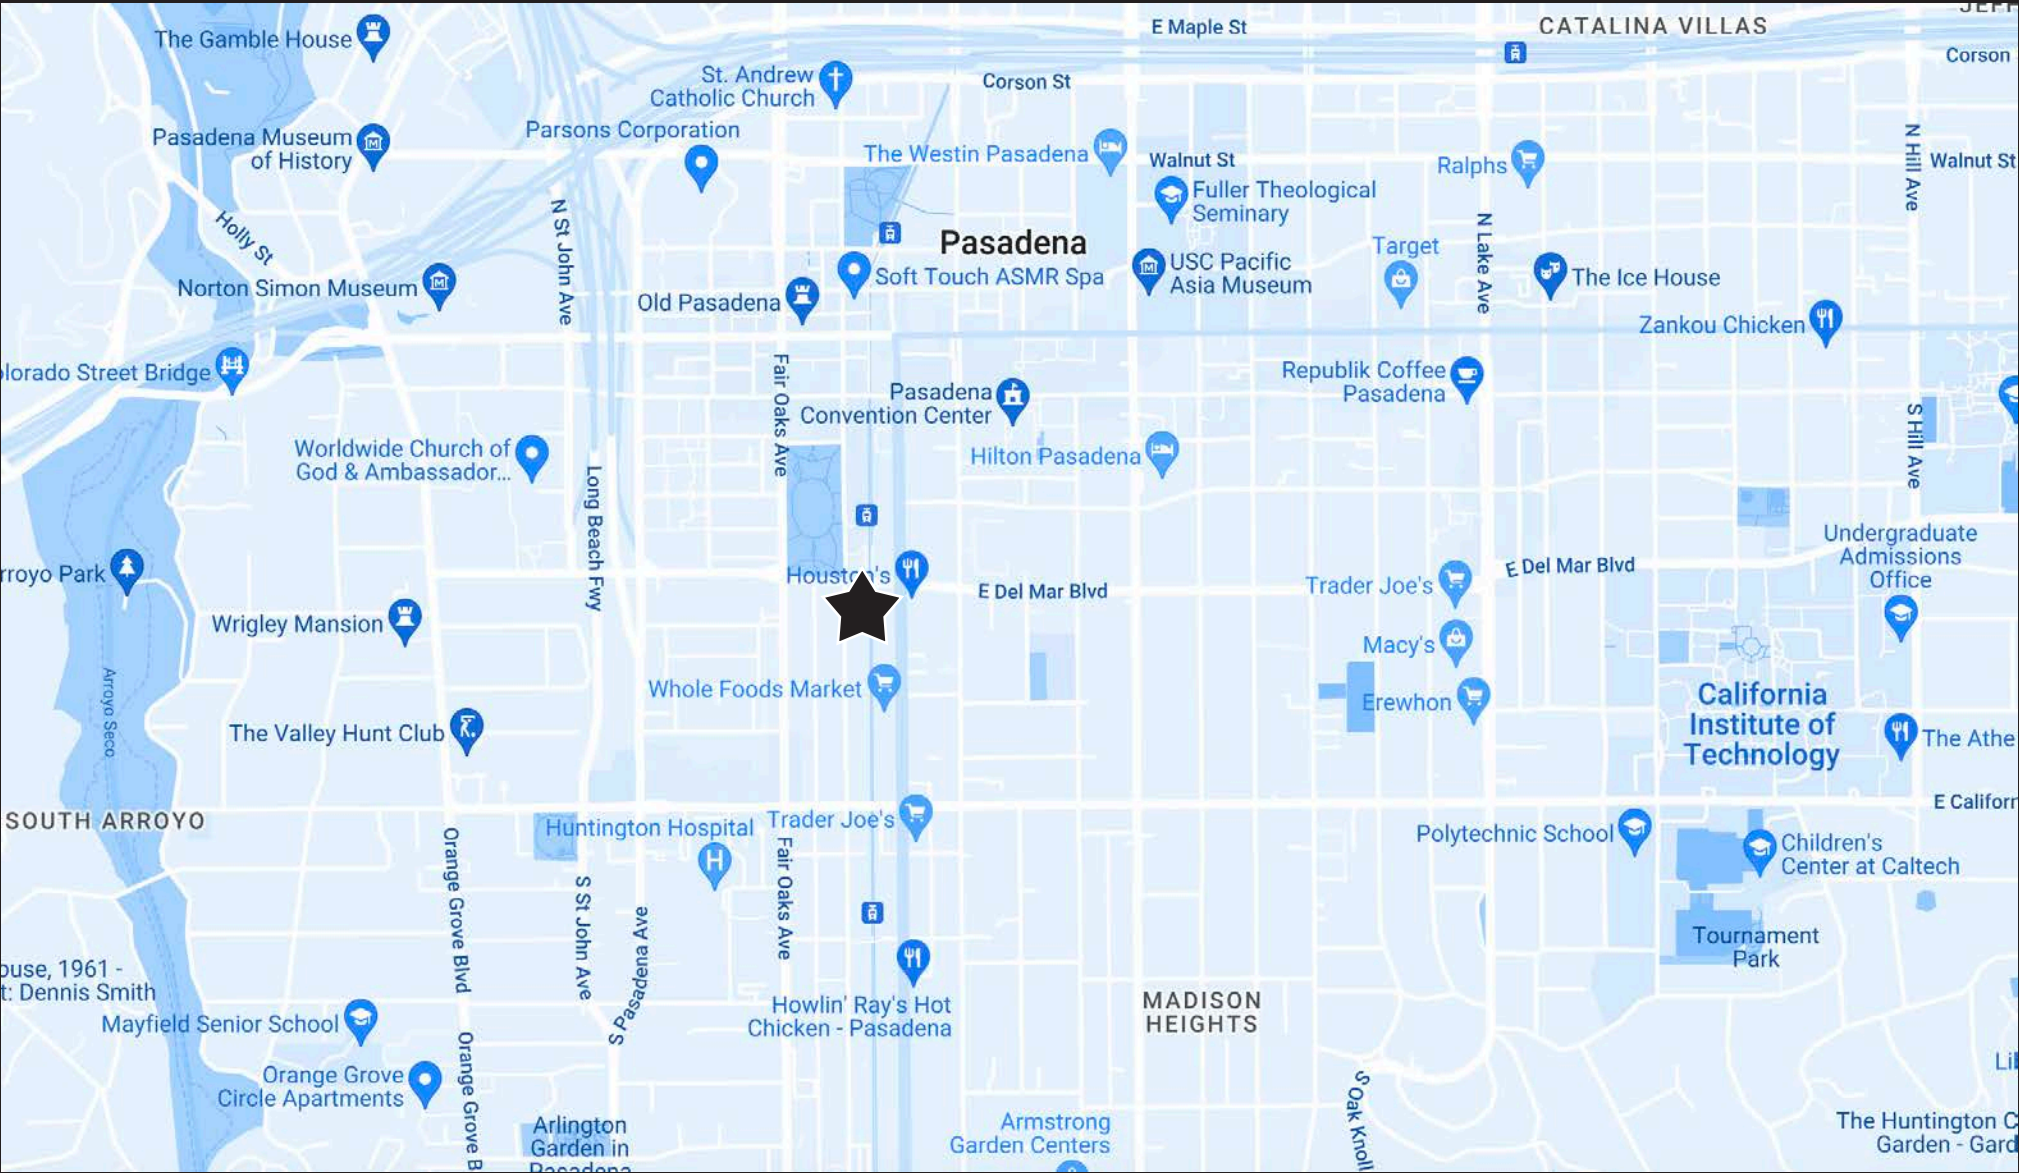 JEFF
E Maple St
CATALINA VILLAS
The Gamble House
Corson
St. Andrew
Catholic Church
Corson St
Parsons Corporation
Pasadena Museum
of History
The Westin Pasadena
Walnut St
Ralphs
N Hill Ave
Walnut St
Fuller Theological
Seminary
Holly St
N St John Ave
Pasadena
N Lake Ave
Target
USC Pacific
Asia Museum
Soft Touch ASMR Spa
The Ice House
Norton Simon Museum
Old Pasadena
Zankou Chicken
olorado Street Bridge
Fair Oaks Ave
Republik Coffee
Pasadena
Pasadena
Convention Center
S Hill Ave
Worldwide Church of
God & Ambassador...
Hilton Pasadena
Long Beach Fwy
Undergraduate
Admissions
Office
rroyo Park
Houston's
E Del Mar Blvd
E Del Mar Blvd
Trader Joe's
Wrigley Mansion
Macy's
Arroyo Seco
Whole Foods Market
Erewhon
California
Institute of
Technology
The Valley Hunt Club
The Athe
E Californ
SOUTH ARROYO
Huntington Hospital
Trader Joe's
Polytechnic School
Children's
Center at Caltech
Orange Grove Blvd
S St John Ave
S Pasadena Ave
Fair Oaks Ave
Tournament
Park
ouse, 1961 -
t: Dennis Smith
Howlin' Ray's Hot
Chicken - Pasadena
MADISON
HEIGHTS
Mayfield Senior School
Orange Grove B
Orange Grove
Circle Apartments
S Oak Knoll
Lib
Arlington
Garden in
Pasadena
Armstrong
Garden Centers
The Huntington C
Garden - Gard